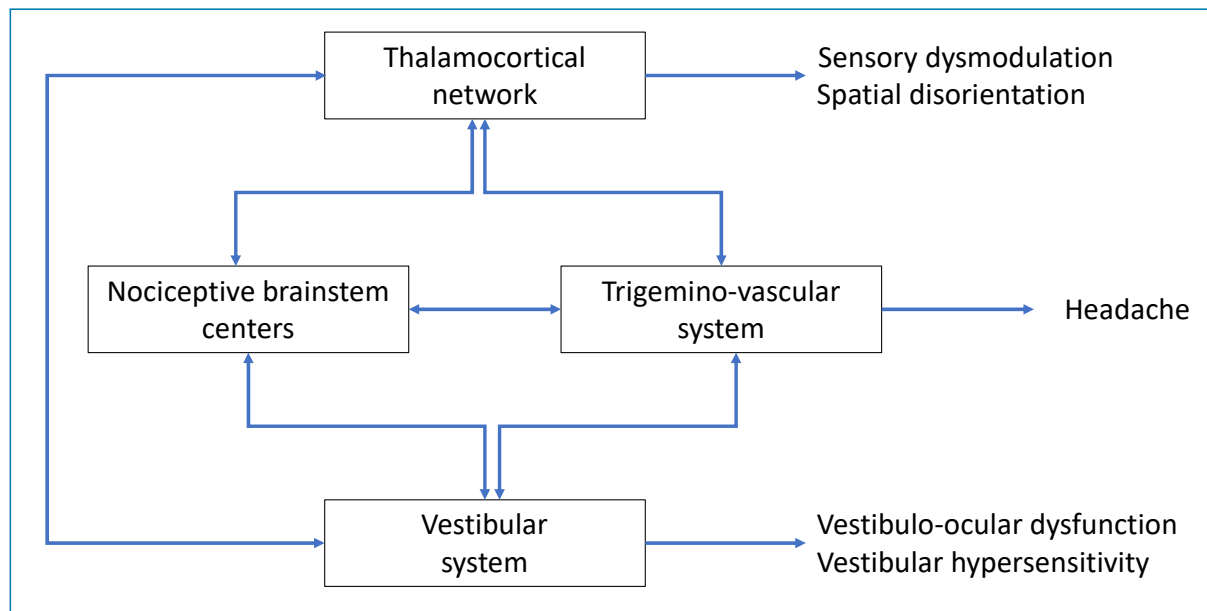 Thalamocortical
network
Sensory dysmodulation
Spatial disorientation
Nociceptive brainstem
centers
Trigemino-vascular
system
Headache
Vestibular
system
Vestibulo-ocular dysfunction
Vestibular hypersensitivity